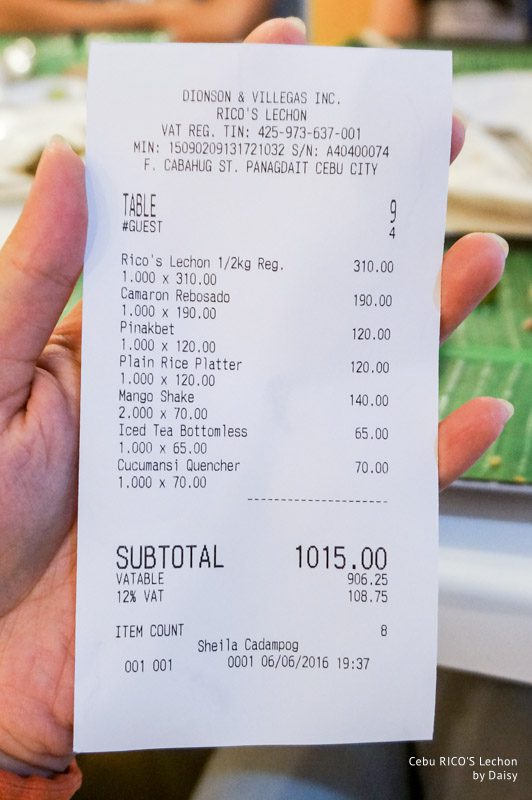 DIONSON & VILLEGAS INC.
RICO'S LECHON
VAT REG. TIN: 425-973-637-001
MIN: 15090209131721032 S/N: A40400074
F. CABAHUG ST. PANAGDAIT CEBU CITY
TABLE 9
#GUEST 4
Rico's Lechon 1/2kg Reg. 310.00
1.000 x 310.00
Camaron Rebosado 190.00
1.000 x 190.00
Pinakbet 120.00
1.000 x 120.00
Plain Rice Platter 120.00
1.000 x 120.00
Mango Shake 140.00
2.000 x 70.00
Iced Tea Bottomless 65.00
1.000 x 65.00
Cucumansi Quencher 70.00
1.000 x 70.00
SUBTOTAL 1015.00
VATABLE 906.25
12% VAT 108.75
ITEM COUNT 8
Sheila Cadampog
001 001 0001 06/06/2016 19:37
Cebu RICO'S Lechon
by Daisy